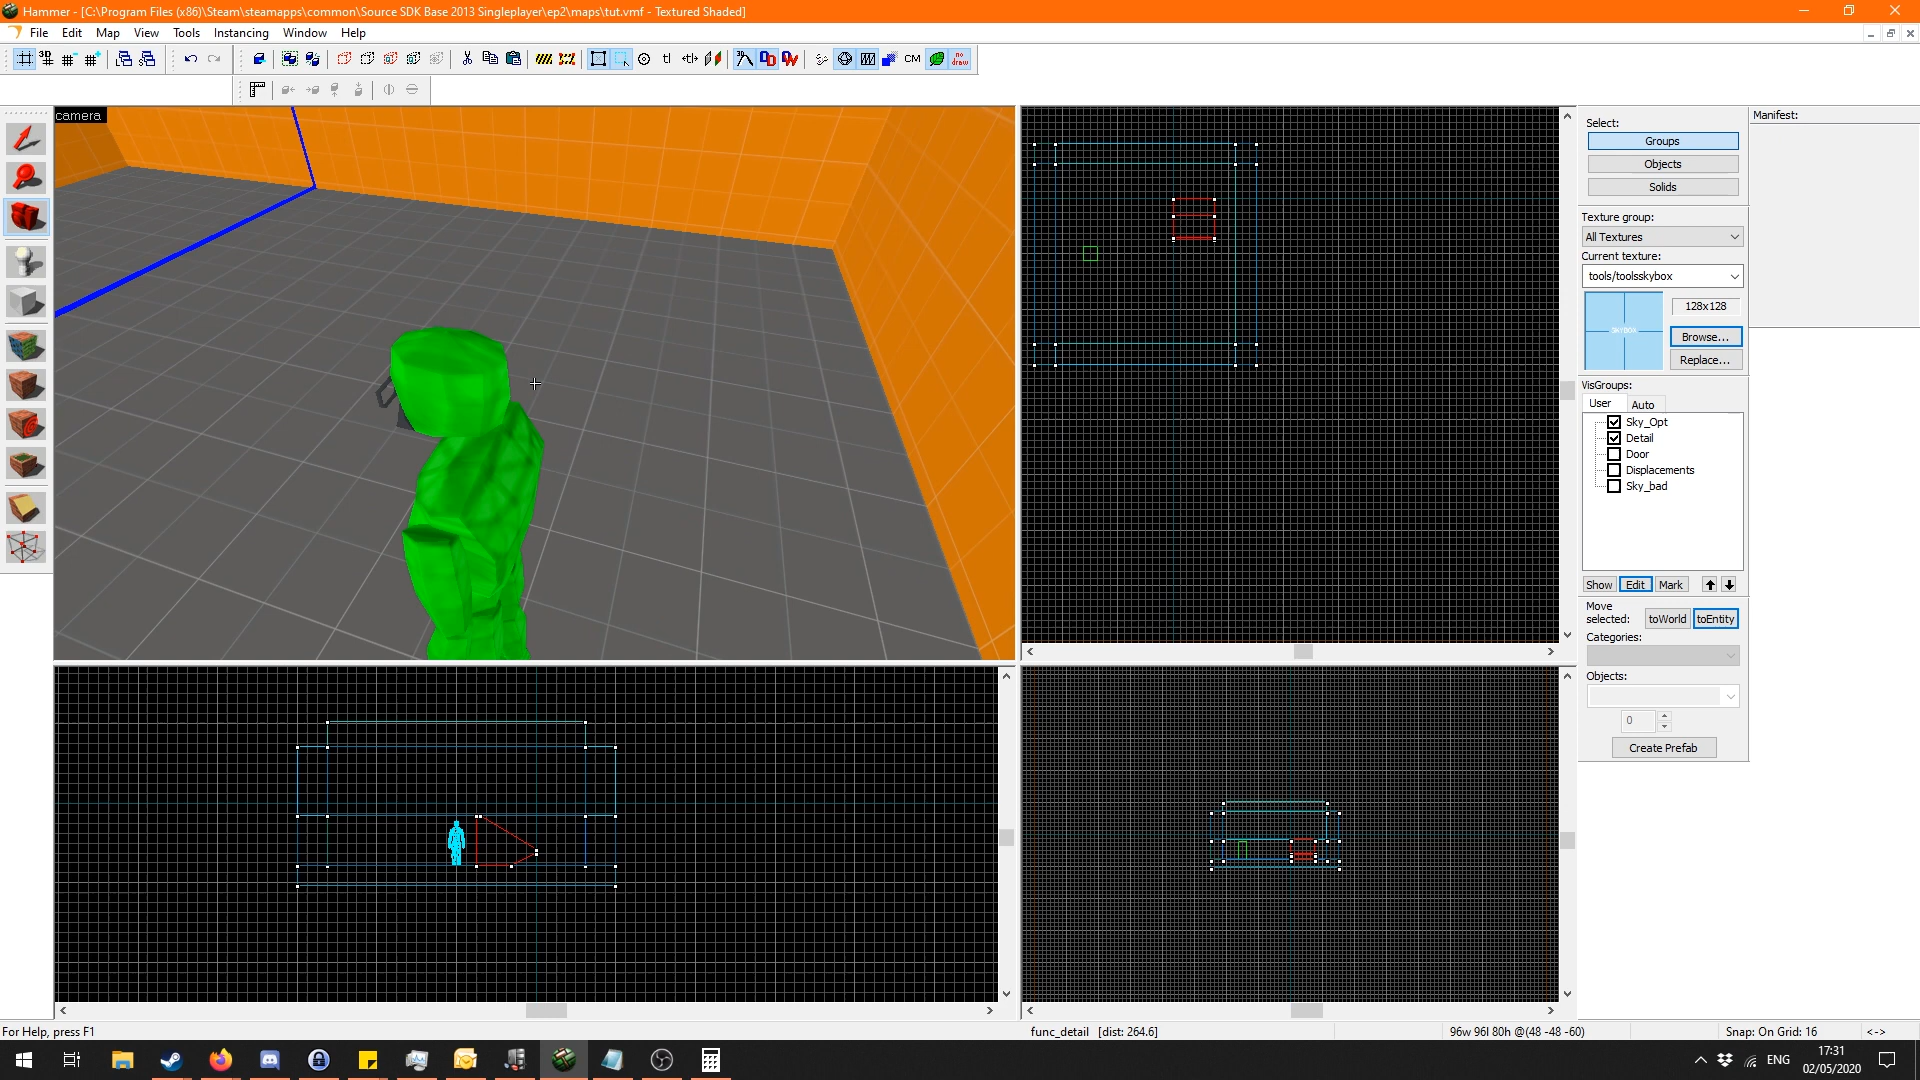 Hammer - [C:\Program Files (x86)\Steam\steamapps\common\Source SDK Base 2013 Singleplayer\ep2\maps\tut.vmf - Textured Shaded]
File Edit Map View Tools Instancing Window Help
CM
no draw
camera
Select:
Groups
Objects
Solids
Texture group:
All Textures
Current texture:
tools/toolsskybox
SKYBOX
128x128
Browse...
Replace...
VisGroups:
User Auto
Sky_Opt
Detail
Door
Displacements
Sky_bad
Show Edit Mark
Move selected: toWorld toEntity
Categories:
Objects:
0
Create Prefab
Manifest:
For Help, press F1
func_detail [dist: 264.6]
96w 96l 80h @(48 -48 -60)
Snap: On Grid: 16
<->
ENG
17:31
02/05/2020